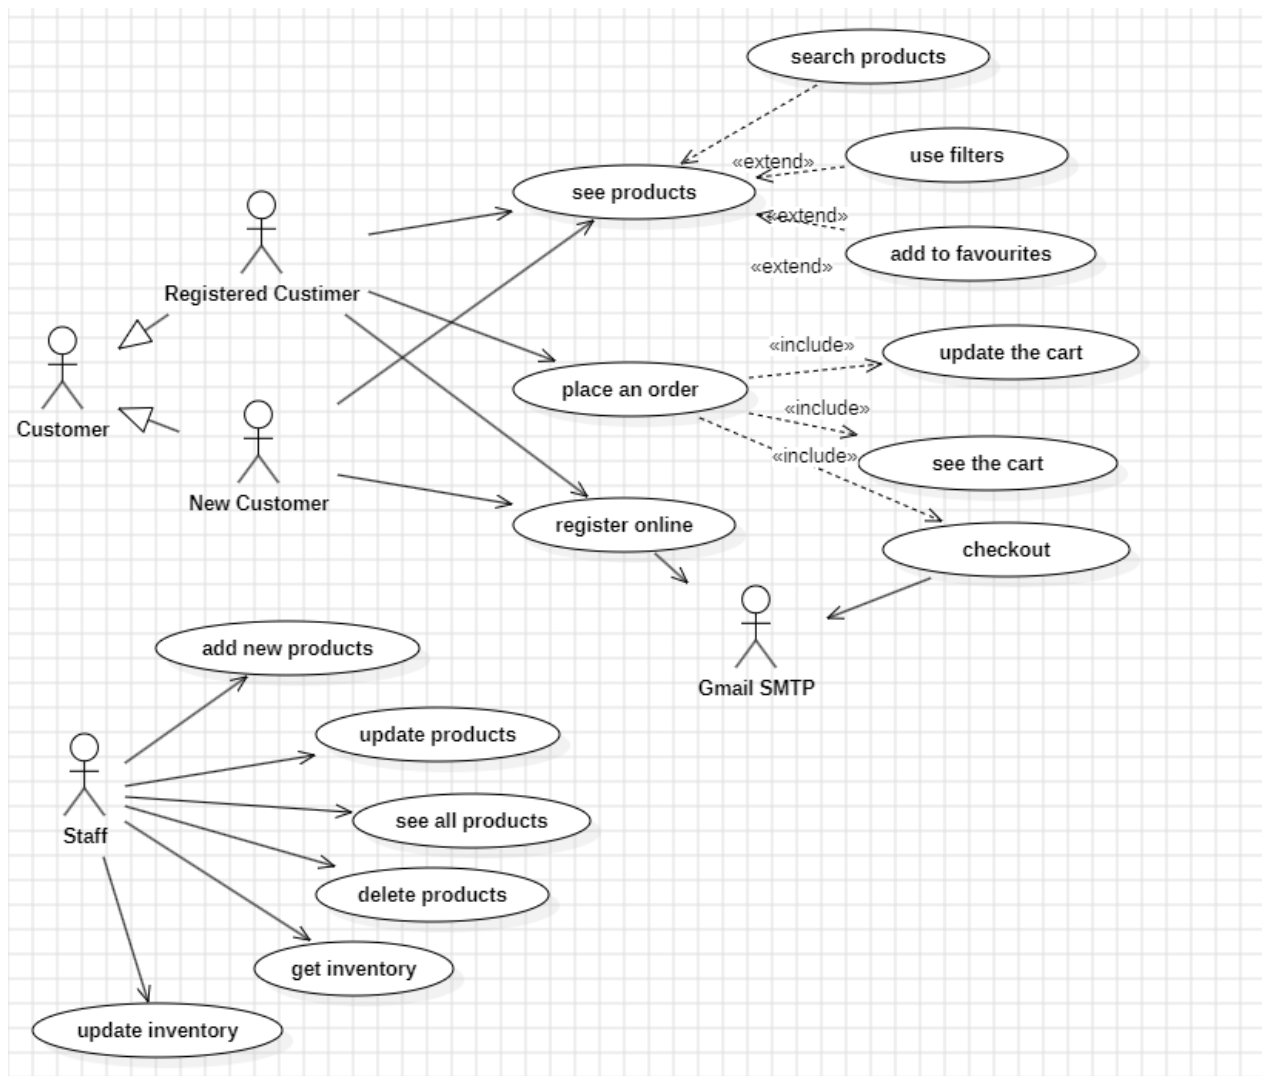 search products
use filters
«extend»
see products
«extend»
add to favourites
«extend»
Registered Custimer
Customer
New Customer
«include»
update the cart
place an order
«include»
see the cart
«include»
register online
checkout
Gmail SMTP
add new products
update products
Staff
see all products
delete products
get inventory
update inventory